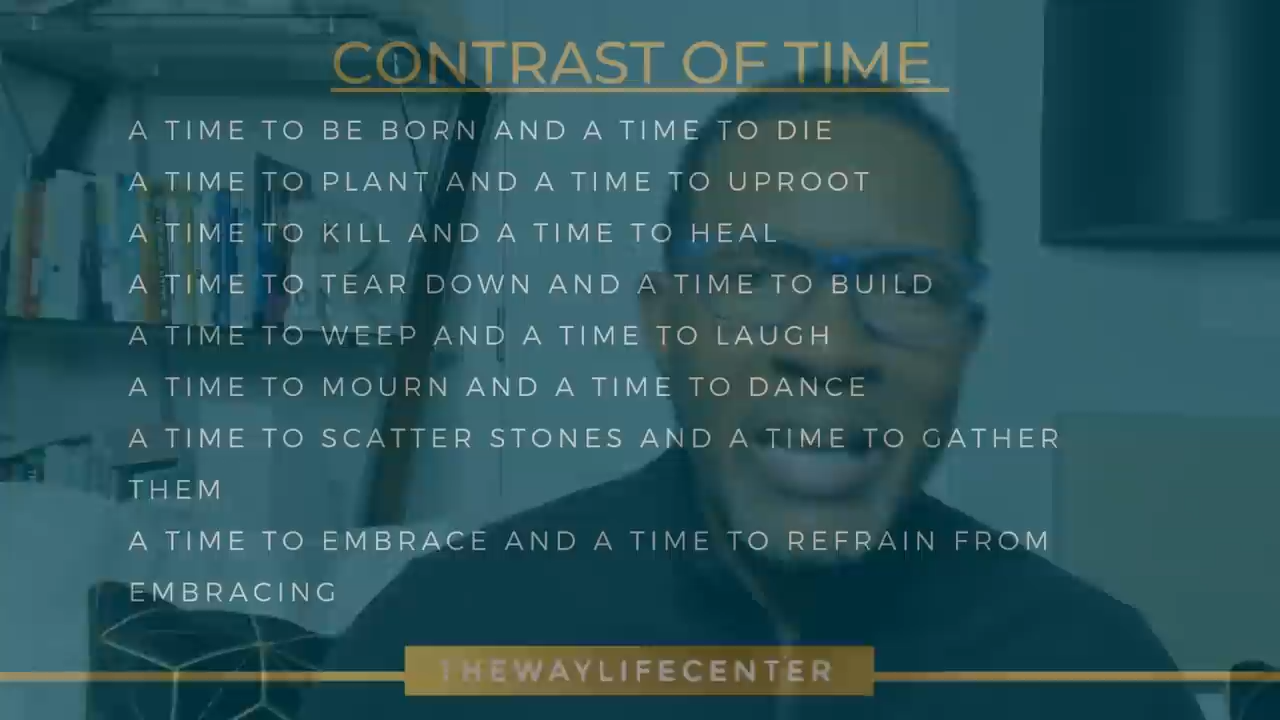 CONTRAST OF TIME
A TIME TO BE BORN AND A TIME TO DIE
A TIME TO PLANT AND A TIME TO UPROOT
A TIME TO KILL AND A TIME TO HEAL
A TIME TO TEAR DOWN AND A TIME TO BUILD
A TIME TO WEEP AND A TIME TO LAUGH
A TIME TO MOURN AND A TIME TO DANCE
A TIME TO SCATTER STONES AND A TIME TO GATHER
THEM
A TIME TO EMBRACE AND A TIME TO REFRAIN FROM
EMBRACING
THEWAYLIFECENTER